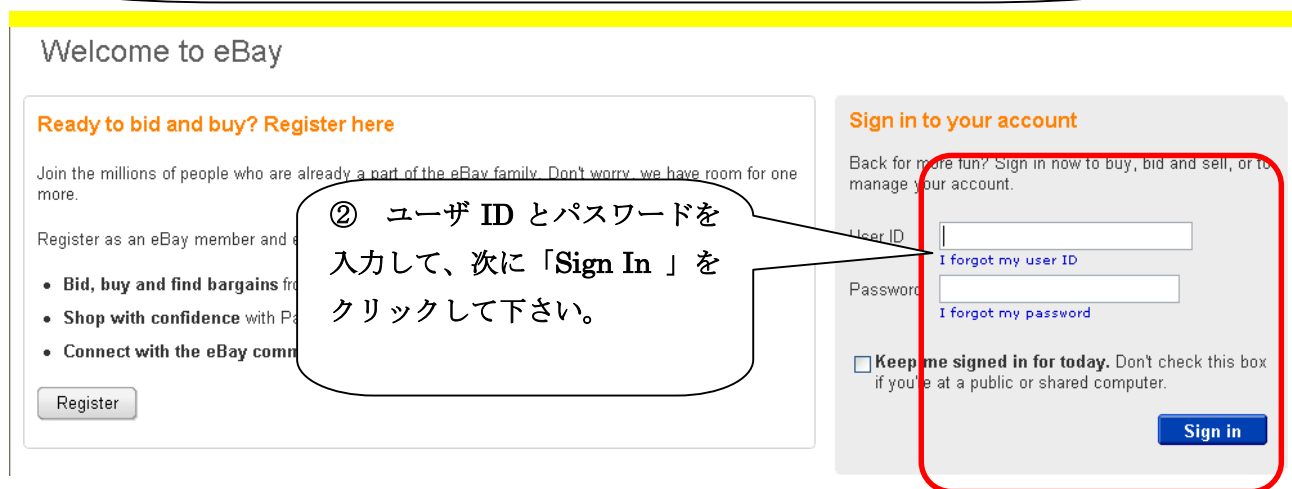 Welcome to eBay
Ready to bid and buy? Register here
Join the millions of people who are already a part of the eBay family. Don't worry, we have room for one
more.
Register as an eBay member and
• Bid, buy and find bargains
• Shop with confidence with
• Connect with the eBay
Register
② ユーザ ID とパスワードを
入力して、次に「Sign In 」を
クリックして下さい。
Sign in to your account
Back for more fun? Sign in now to buy, bid and sell, or to
manage your account.
User ID
I forgot my user ID
Password
I forgot my password
Keep me signed in for today. Don't check this box
if you're at a public or shared computer.
Sign in